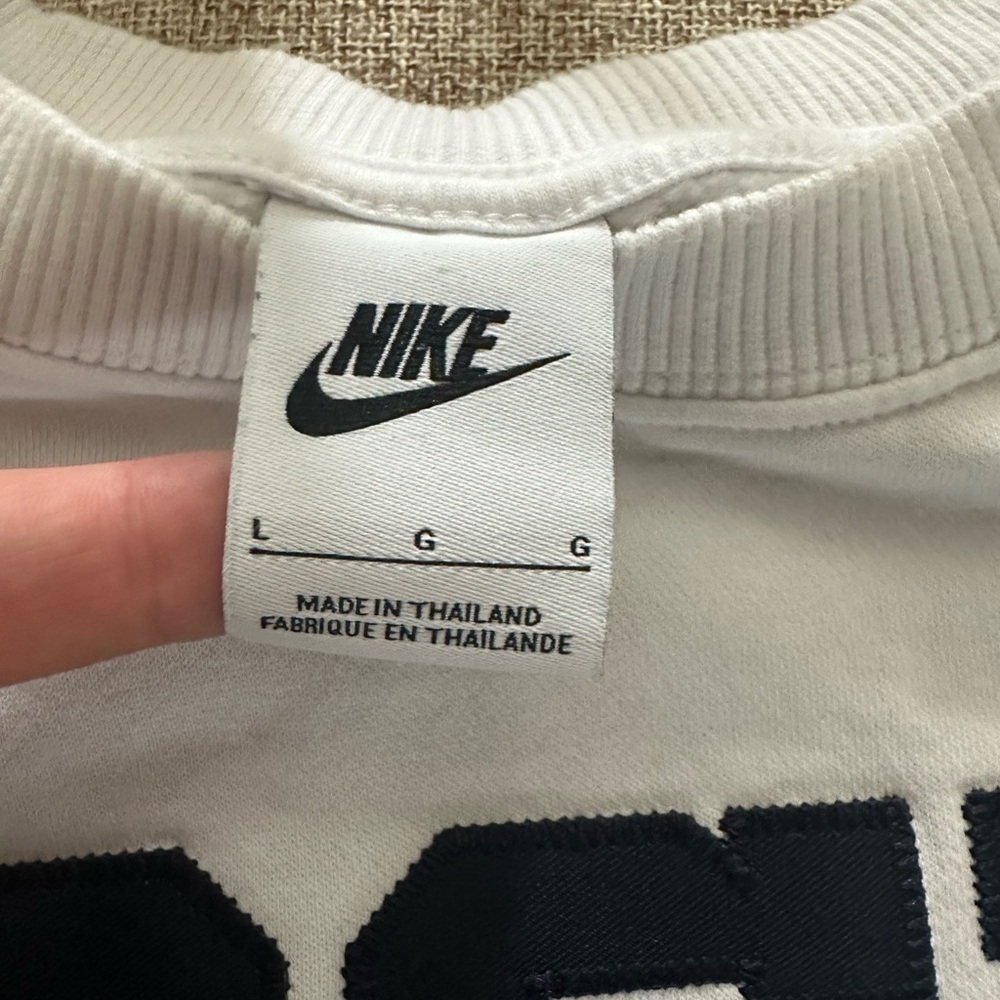 NIKE
L G G
MADE IN THAILAND
FABRIQUE EN THAILANDE